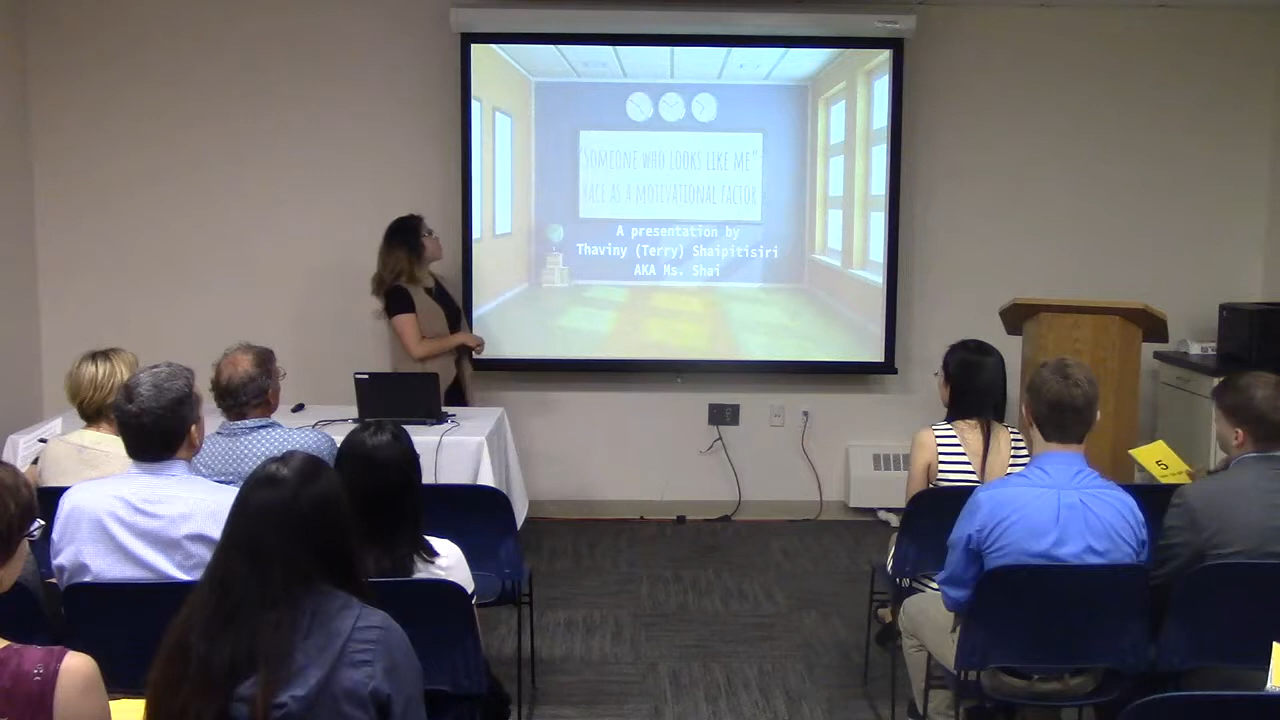 "SOMEONE WHO LOOKS LIKE ME"
RACE AS A MOTIVATIONAL FACTOR
A presentation by
Thaviny (Terry) Shaipitisiri
AKA Ms. Shai
5